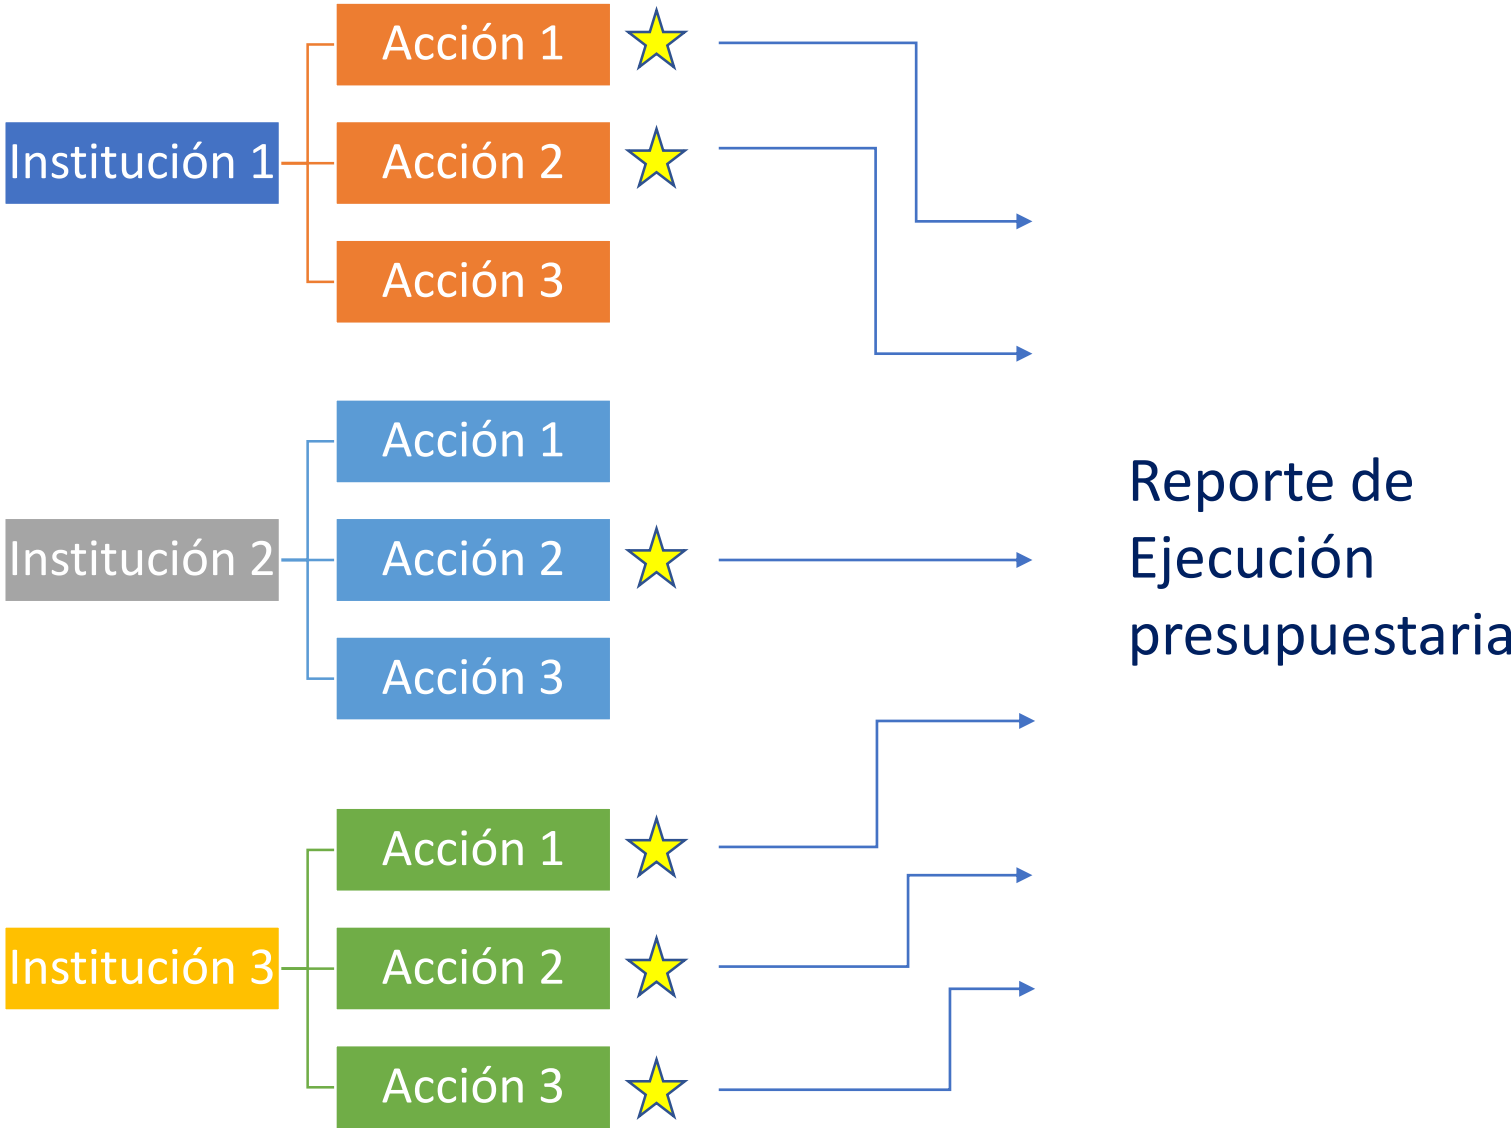 Institución 1
Acción 1
Acción 2
Acción 3
Institución 2
Acción 1
Acción 2
Acción 3
Institución 3
Acción 1
Acción 2
Acción 3
Reporte de
Ejecución
presupuestaria